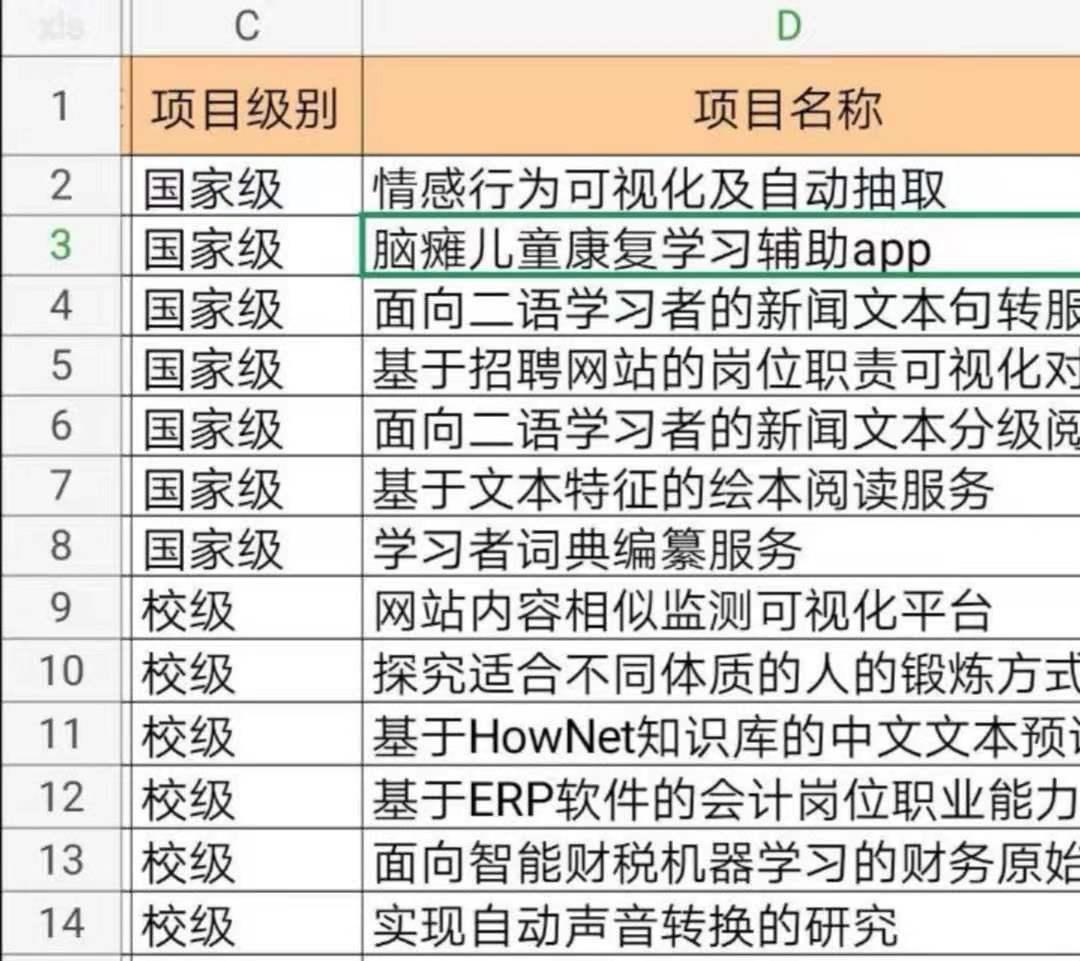 xls C D
1 项目级别 项目名称
2 国家级 情感行为可视化及自动抽取
3 国家级 脑瘫儿童康复学习辅助app
4 国家级 面向二语学习者的新闻文本句转服
5 国家级 基于招聘网站的岗位职责可视化对
6 国家级 面向二语学习者的新闻文本分级阅
7 国家级 基于文本特征的绘本阅读服务
8 国家级 学习者词典编纂服务
9 校级 网站内容相似监测可视化平台
10 校级 探究适合不同体质的人的锻炼方式
11 校级 基于HowNet知识库的中文文本预
12 校级 基于ERP软件的会计岗位职业能力
13 校级 面向智能财税机器学习的财务原始
14 校级 实现自动声音转换的研究